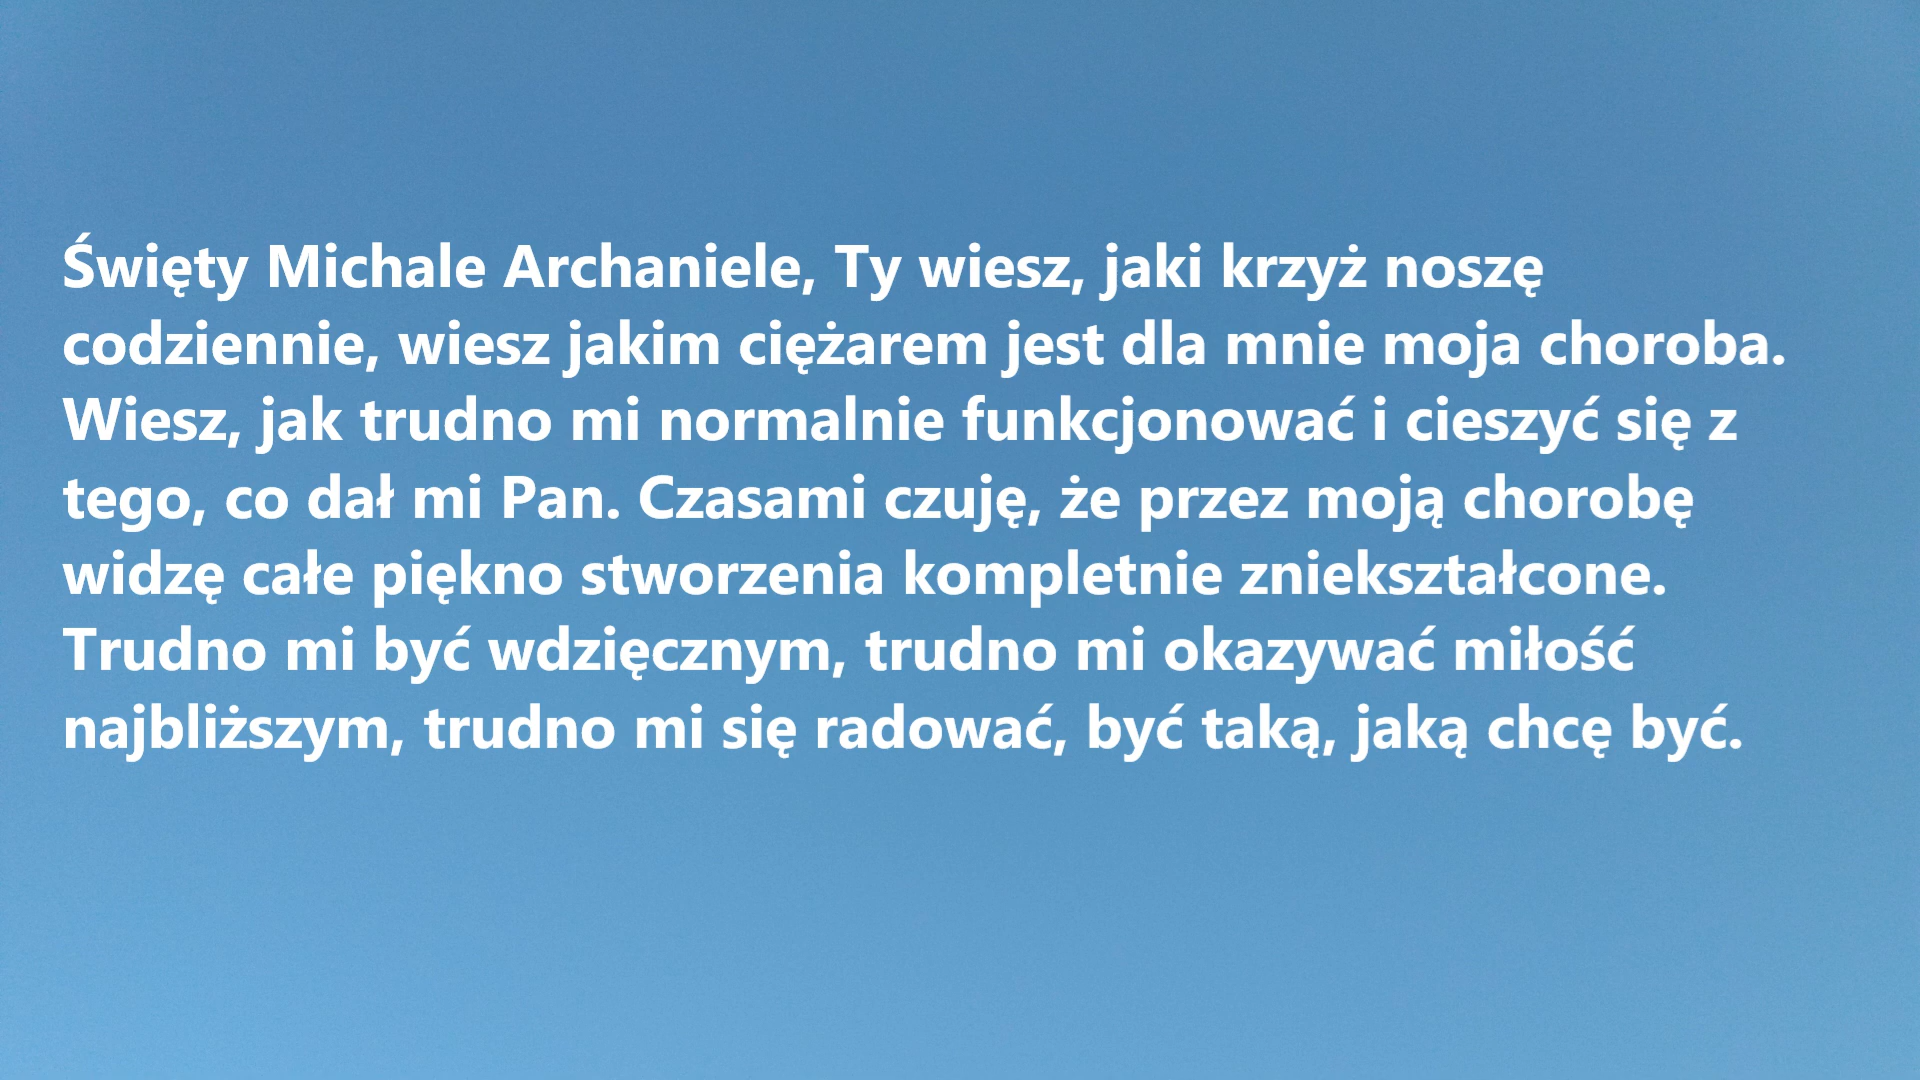 Święty Michale Archaniele, Ty wiesz, jaki krzyż noszę
codziennie, wiesz jakim ciężarem jest dla mnie moja choroba.
Wiesz, jak trudno mi normalnie funkcjonować i cieszyć się z
tego, co dał mi Pan. Czasami czuję, że przez moją chorobę
widzę całe piękno stworzenia kompletnie zniekształcone.
Trudno mi być wdzięcznym, trudno mi okazywać miłość
najbliższym, trudno mi się radować, być taką, jaką chcę być.